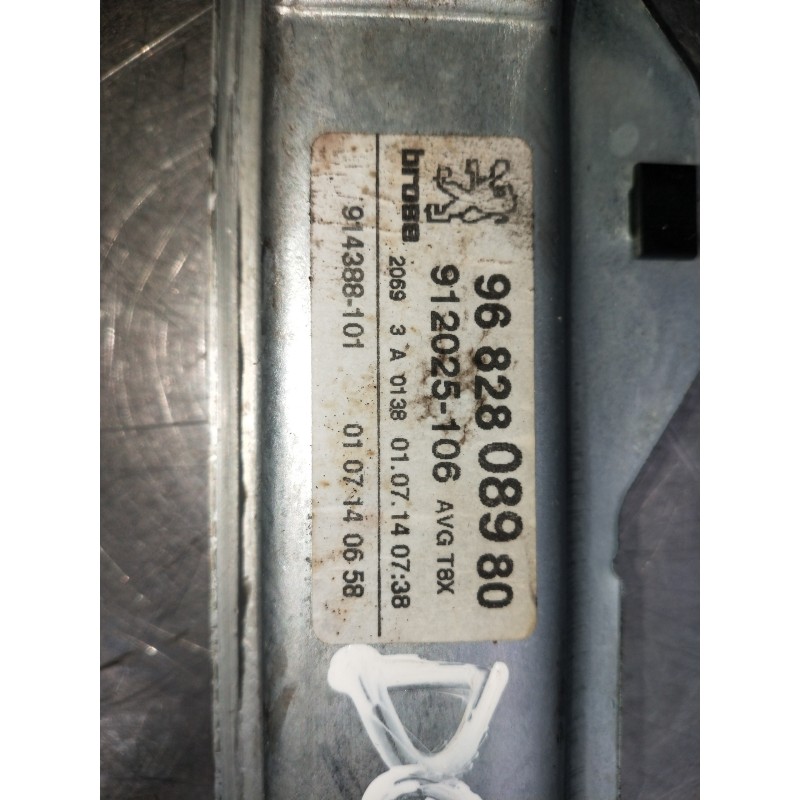 96 828 089 80
912025-106 AVG T8X
brose
2069 3 A 0138 01.07.14 07:38
914388-101 01 07 14 06 58
D